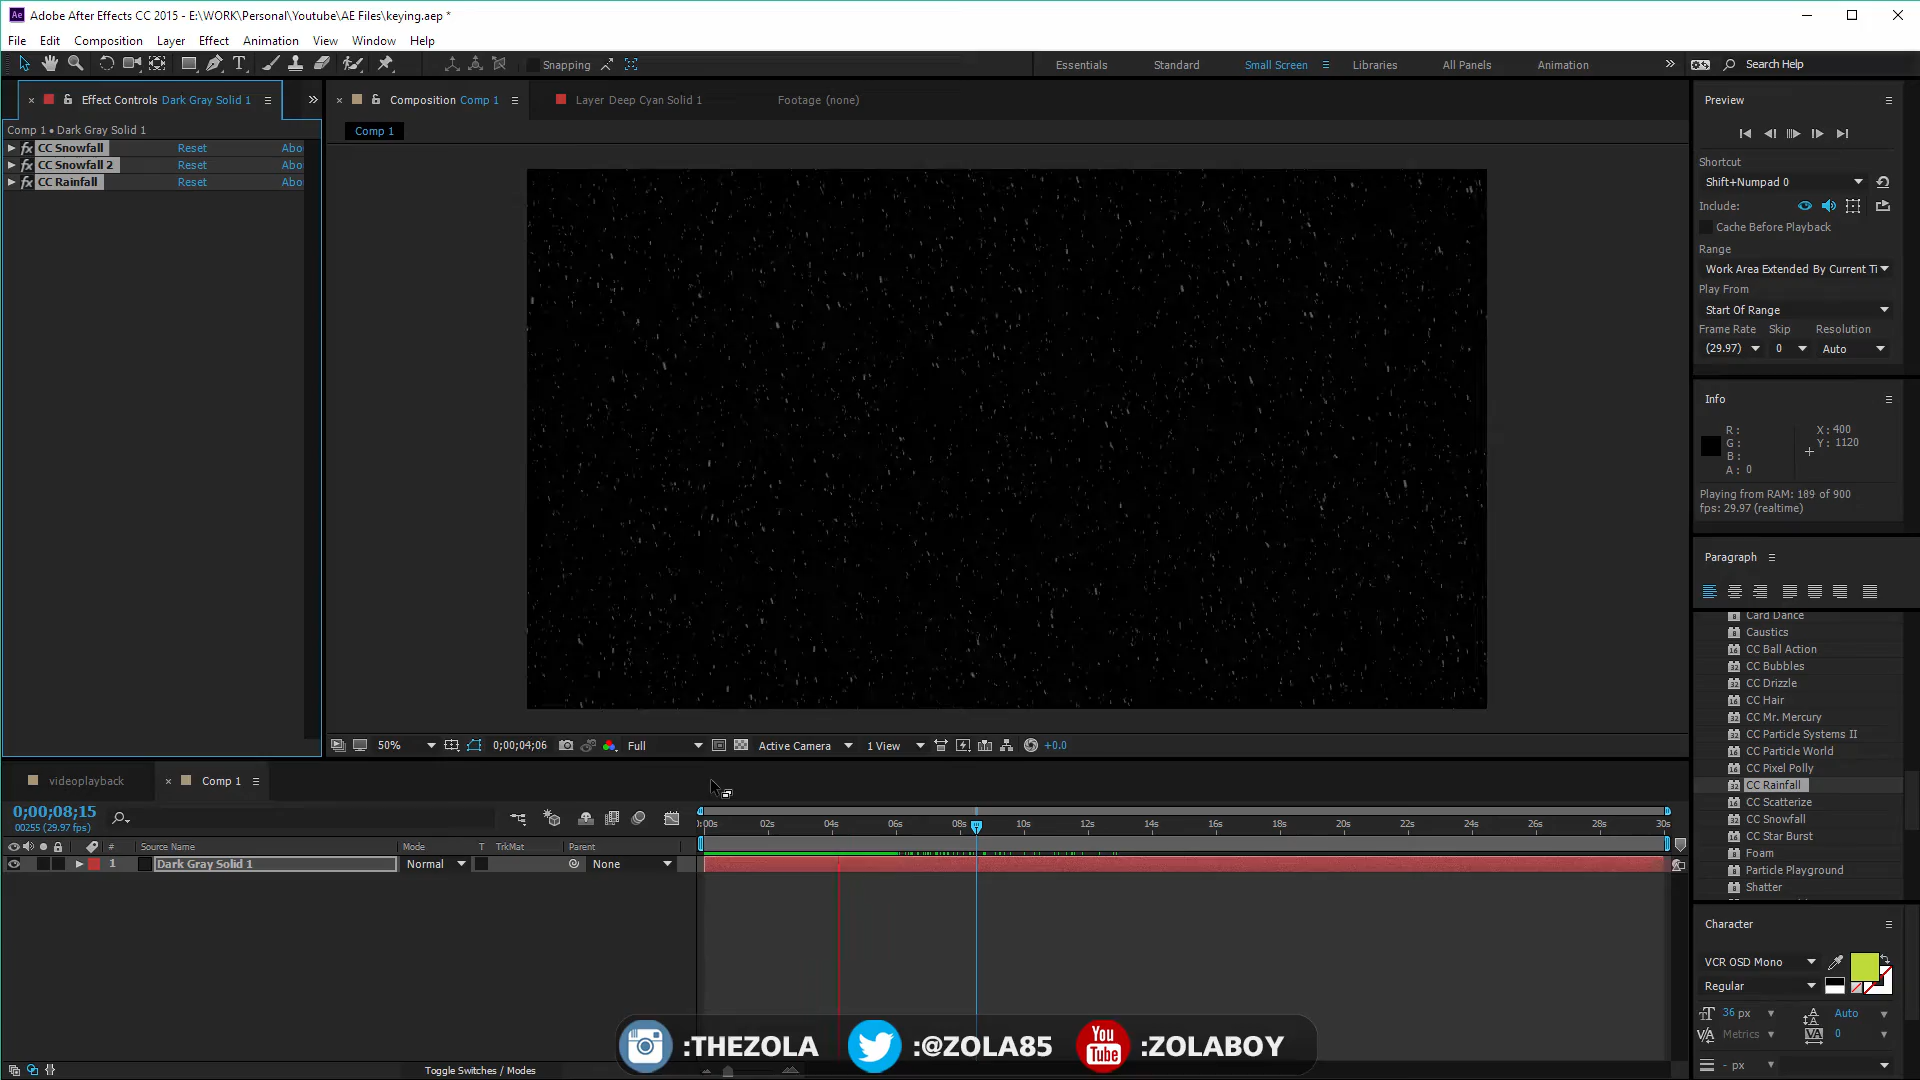 Adobe After Effects CC 2015 - E:\WORK\Personal\Youtube\AE Files\keying.aep *
File Edit Composition Layer Effect Animation View Window Help
Snapping
Essentials Standard Small Screen Libraries All Panels Animation
Search Help
Effect Controls Dark Gray Solid 1
Composition Comp 1
Layer Deep Cyan Solid 1
Footage (none)
Comp 1 • Dark Gray Solid 1
Comp 1
fx CC Snowfall Reset Abo
fx CC Snowfall 2 Reset Abo
fx CC Rainfall Reset Abo
Preview
Shortcut
Shift+Numpad 0
Include:
Cache Before Playback
Range
Work Area Extended By Current Ti
Play From
Start Of Range
Frame Rate Skip Resolution
(29.97) 0 Auto
Info
R :
G :
B :
A : 0
X : 400
Y : 1120
Playing from RAM: 189 of 900
fps: 29.97 (realtime)
Paragraph
Card Dance
Caustics
CC Ball Action
CC Bubbles
CC Drizzle
CC Hair
CC Mr. Mercury
CC Particle Systems II
CC Particle World
CC Pixel Polly
CC Rainfall
CC Scatterize
CC Snowfall
CC Star Burst
Foam
Particle Playground
Shatter
Character
VCR OSD Mono
Regular
36 px Auto
Metrics 0
- px
50% 0;00;04;06 Full Active Camera 1 View +0.0
videoplayback Comp 1
0;00;08;15
00255 (29.97 fps)
:00s 02s 04s 06s 08s 10s 12s 14s 16s 18s 20s 22s 24s 26s 28s 30s
# Source Name Mode T TrkMat Parent
1 Dark Gray Solid 1 Normal None
:THEZOLA :@ZOLA85 You Tube :ZOLABOY
Toggle Switches / Modes